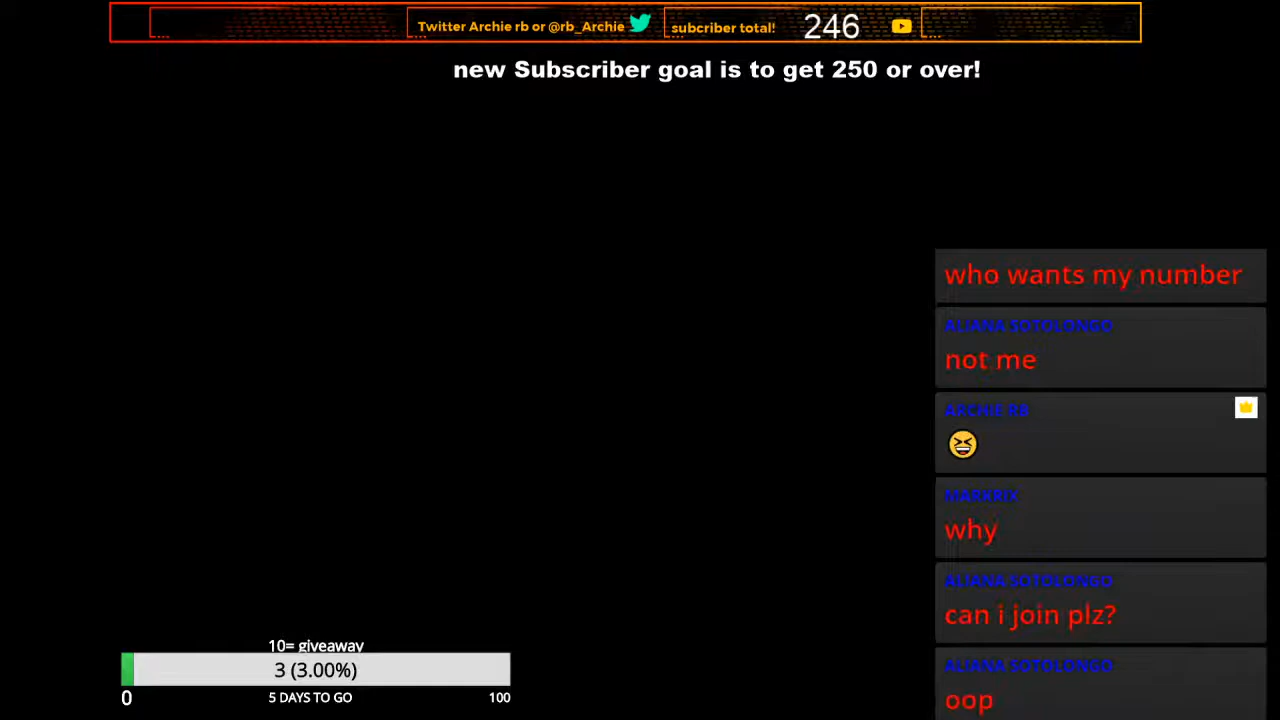 Twitter Archie rb or @rb_Archie
subcriber total! 246
new Subscriber goal is to get 250 or over!
who wants my number
ALIANA SOTOLONGO
not me
ARCHIE RB
😆
MARKRIX
why
ALIANA SOTOLONGO
can i join plz?
ALIANA SOTOLONGO
oop
10= giveaway
3 (3.00%)
0 5 DAYS TO GO 100